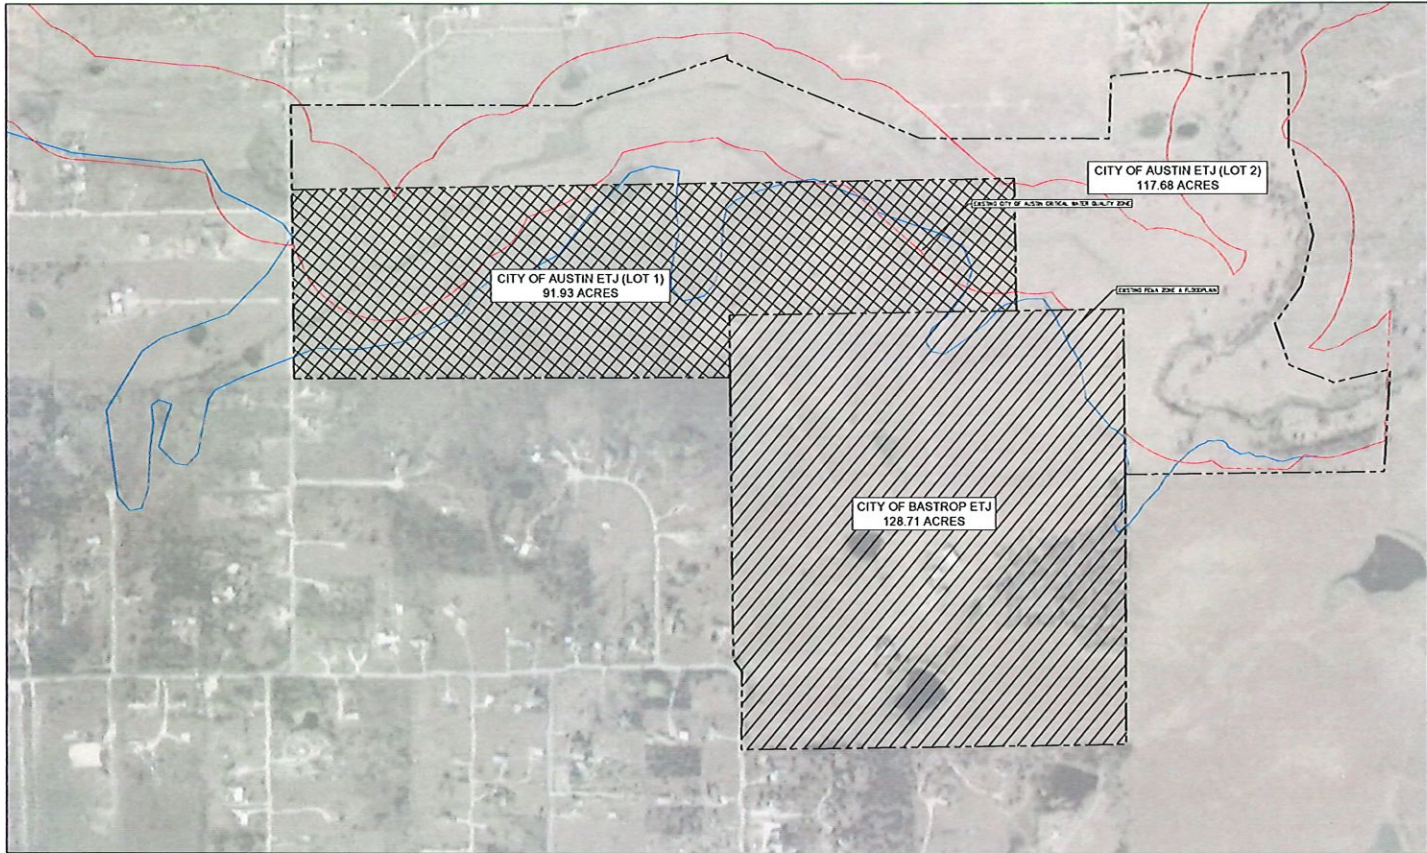 CITY OF AUSTIN ETJ (LOT 2)
117.68 ACRES
EXISTING CITY OF AUSTIN CRITICAL WATER QUALITY ZONE
CITY OF AUSTIN ETJ (LOT 1)
91.93 ACRES
EXISTING FEMA ZONE A FLOODPLAIN
CITY OF BASTROP ETJ
128.71 ACRES